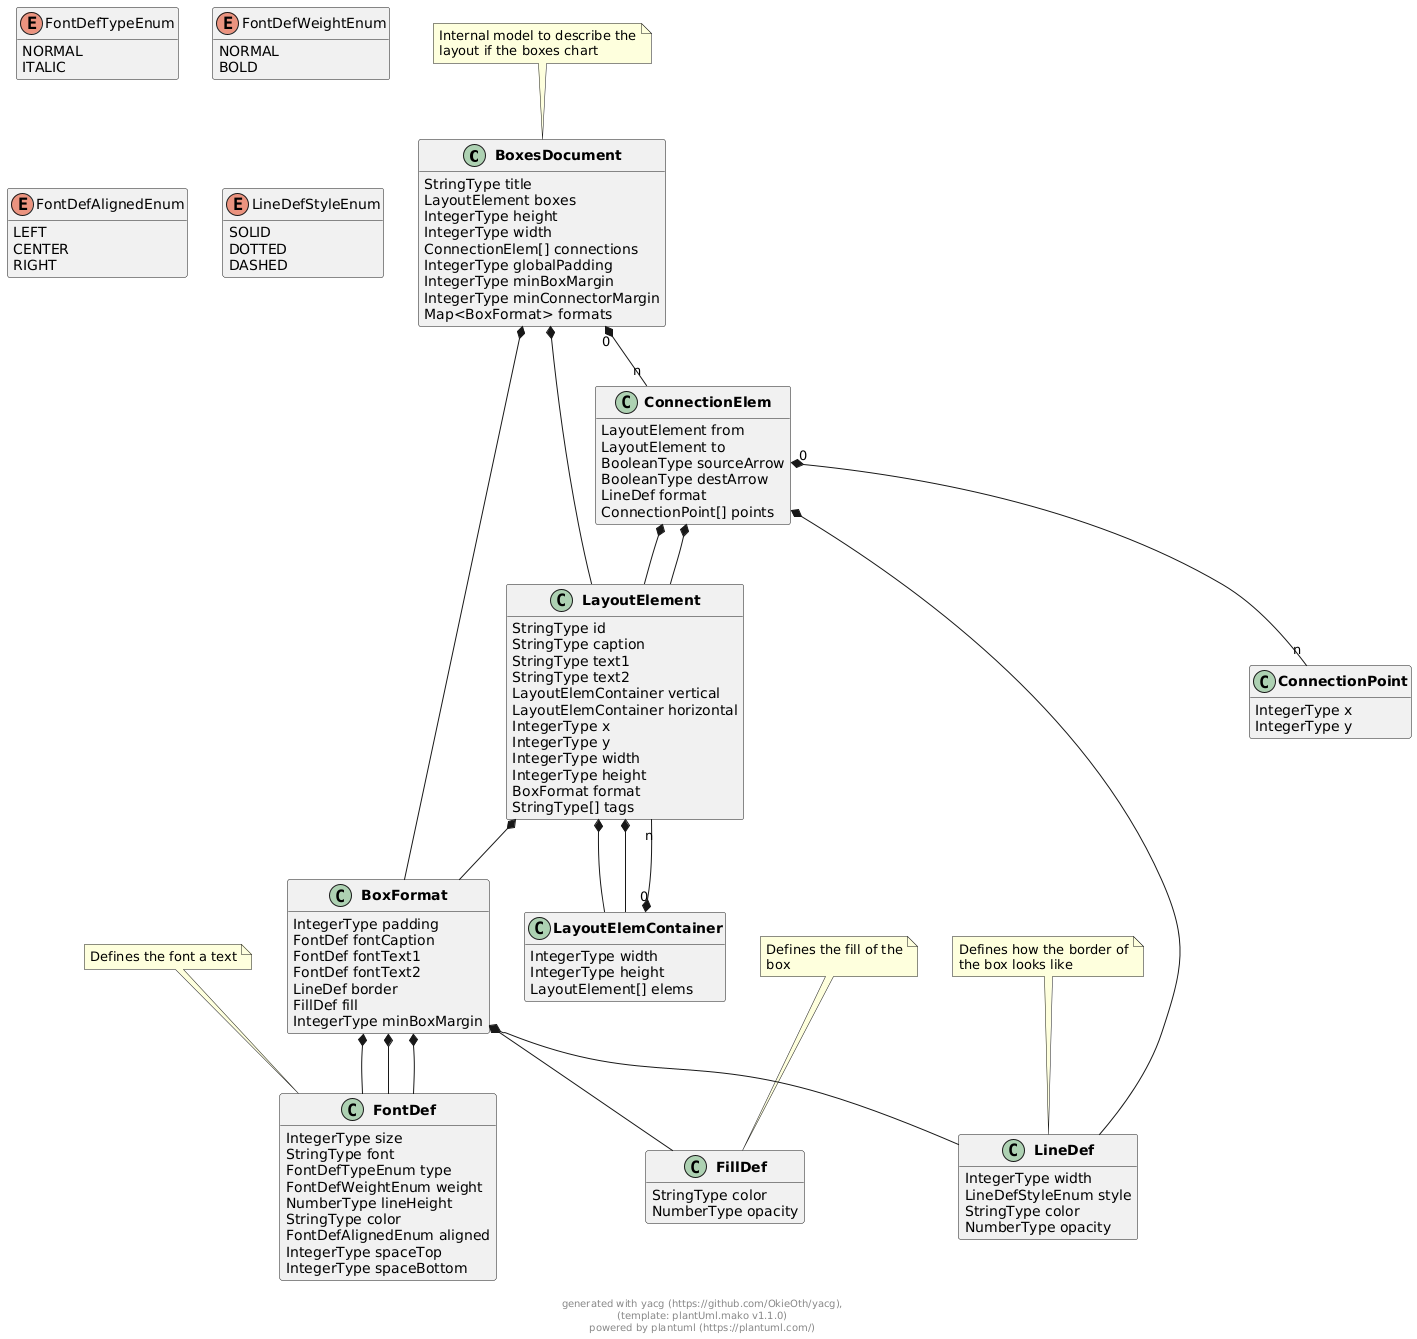 E FontDefTypeEnum
NORMAL
ITALIC
E FontDefWeightEnum
NORMAL
BOLD
Internal model to describe the
layout if the boxes chart
E FontDefAlignedEnum
LEFT
CENTER
RIGHT
E LineDefStyleEnum
SOLID
DOTTED
DASHED
C BoxesDocument
StringType title
LayoutElement boxes
IntegerType height
IntegerType width
ConnectionElem[] connections
IntegerType globalPadding
IntegerType minBoxMargin
IntegerType minConnectorMargin
Map<BoxFormat> formats
0
n
C ConnectionElem
LayoutElement from
LayoutElement to
BooleanType sourceArrow
BooleanType destArrow
LineDef format
ConnectionPoint[] points
0
n
C LayoutElement
StringType id
StringType caption
StringType text1
StringType text2
LayoutElemContainer vertical
LayoutElemContainer horizontal
IntegerType x
IntegerType y
IntegerType width
IntegerType height
BoxFormat format
StringType[] tags
C ConnectionPoint
IntegerType x
IntegerType y
n
0
C BoxFormat
IntegerType padding
FontDef fontCaption
FontDef fontText1
FontDef fontText2
LineDef border
FillDef fill
IntegerType minBoxMargin
C LayoutElemContainer
IntegerType width
IntegerType height
LayoutElement[] elems
Defines the font a text
Defines the fill of the
box
Defines how the border of
the box looks like
C FontDef
IntegerType size
StringType font
FontDefTypeEnum type
FontDefWeightEnum weight
NumberType lineHeight
StringType color
FontDefAlignedEnum aligned
IntegerType spaceTop
IntegerType spaceBottom
C FillDef
StringType color
NumberType opacity
C LineDef
IntegerType width
LineDefStyleEnum style
StringType color
NumberType opacity
generated with yacg (https://github.com/OkieOth/yacg),
(template: plantUml.mako v1.1.0)
powered by plantuml (https://plantuml.com/)